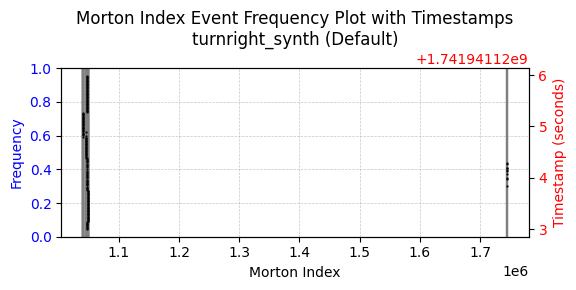 Morton Index Event Frequency Plot with Timestamps
turnright_synth (Default)
+1.74194112e9
1.0
0.8
0.6
0.4
0.2
0.0
Frequency
6
5
4
3
Timestamp (seconds)
1.1
1.2
1.3
1.4
1.5
1.6
1.7
1e6
Morton Index